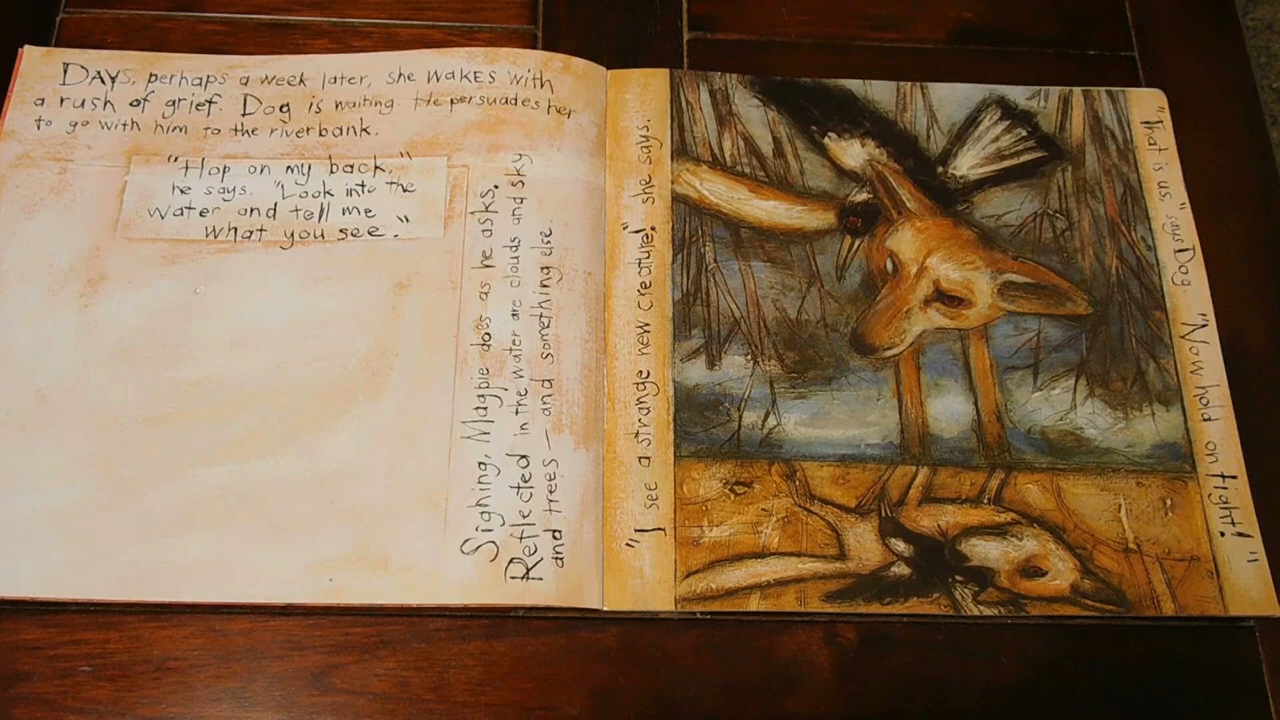 DAYS, perhaps a week later, she WAKES with
a rush of grief. Dog is waiting. He persuades her
to go with him to the riverbank.
"Hop on my back,"
he says. "Look into the
water and tell me
what you see."
Sighing, Magpie does as he asks.
Reflected in the water are clouds and sky
and trees — and something else.
"I see a strange new creature!" she says.
"That is us," says Dog. "Now hold on tight!"